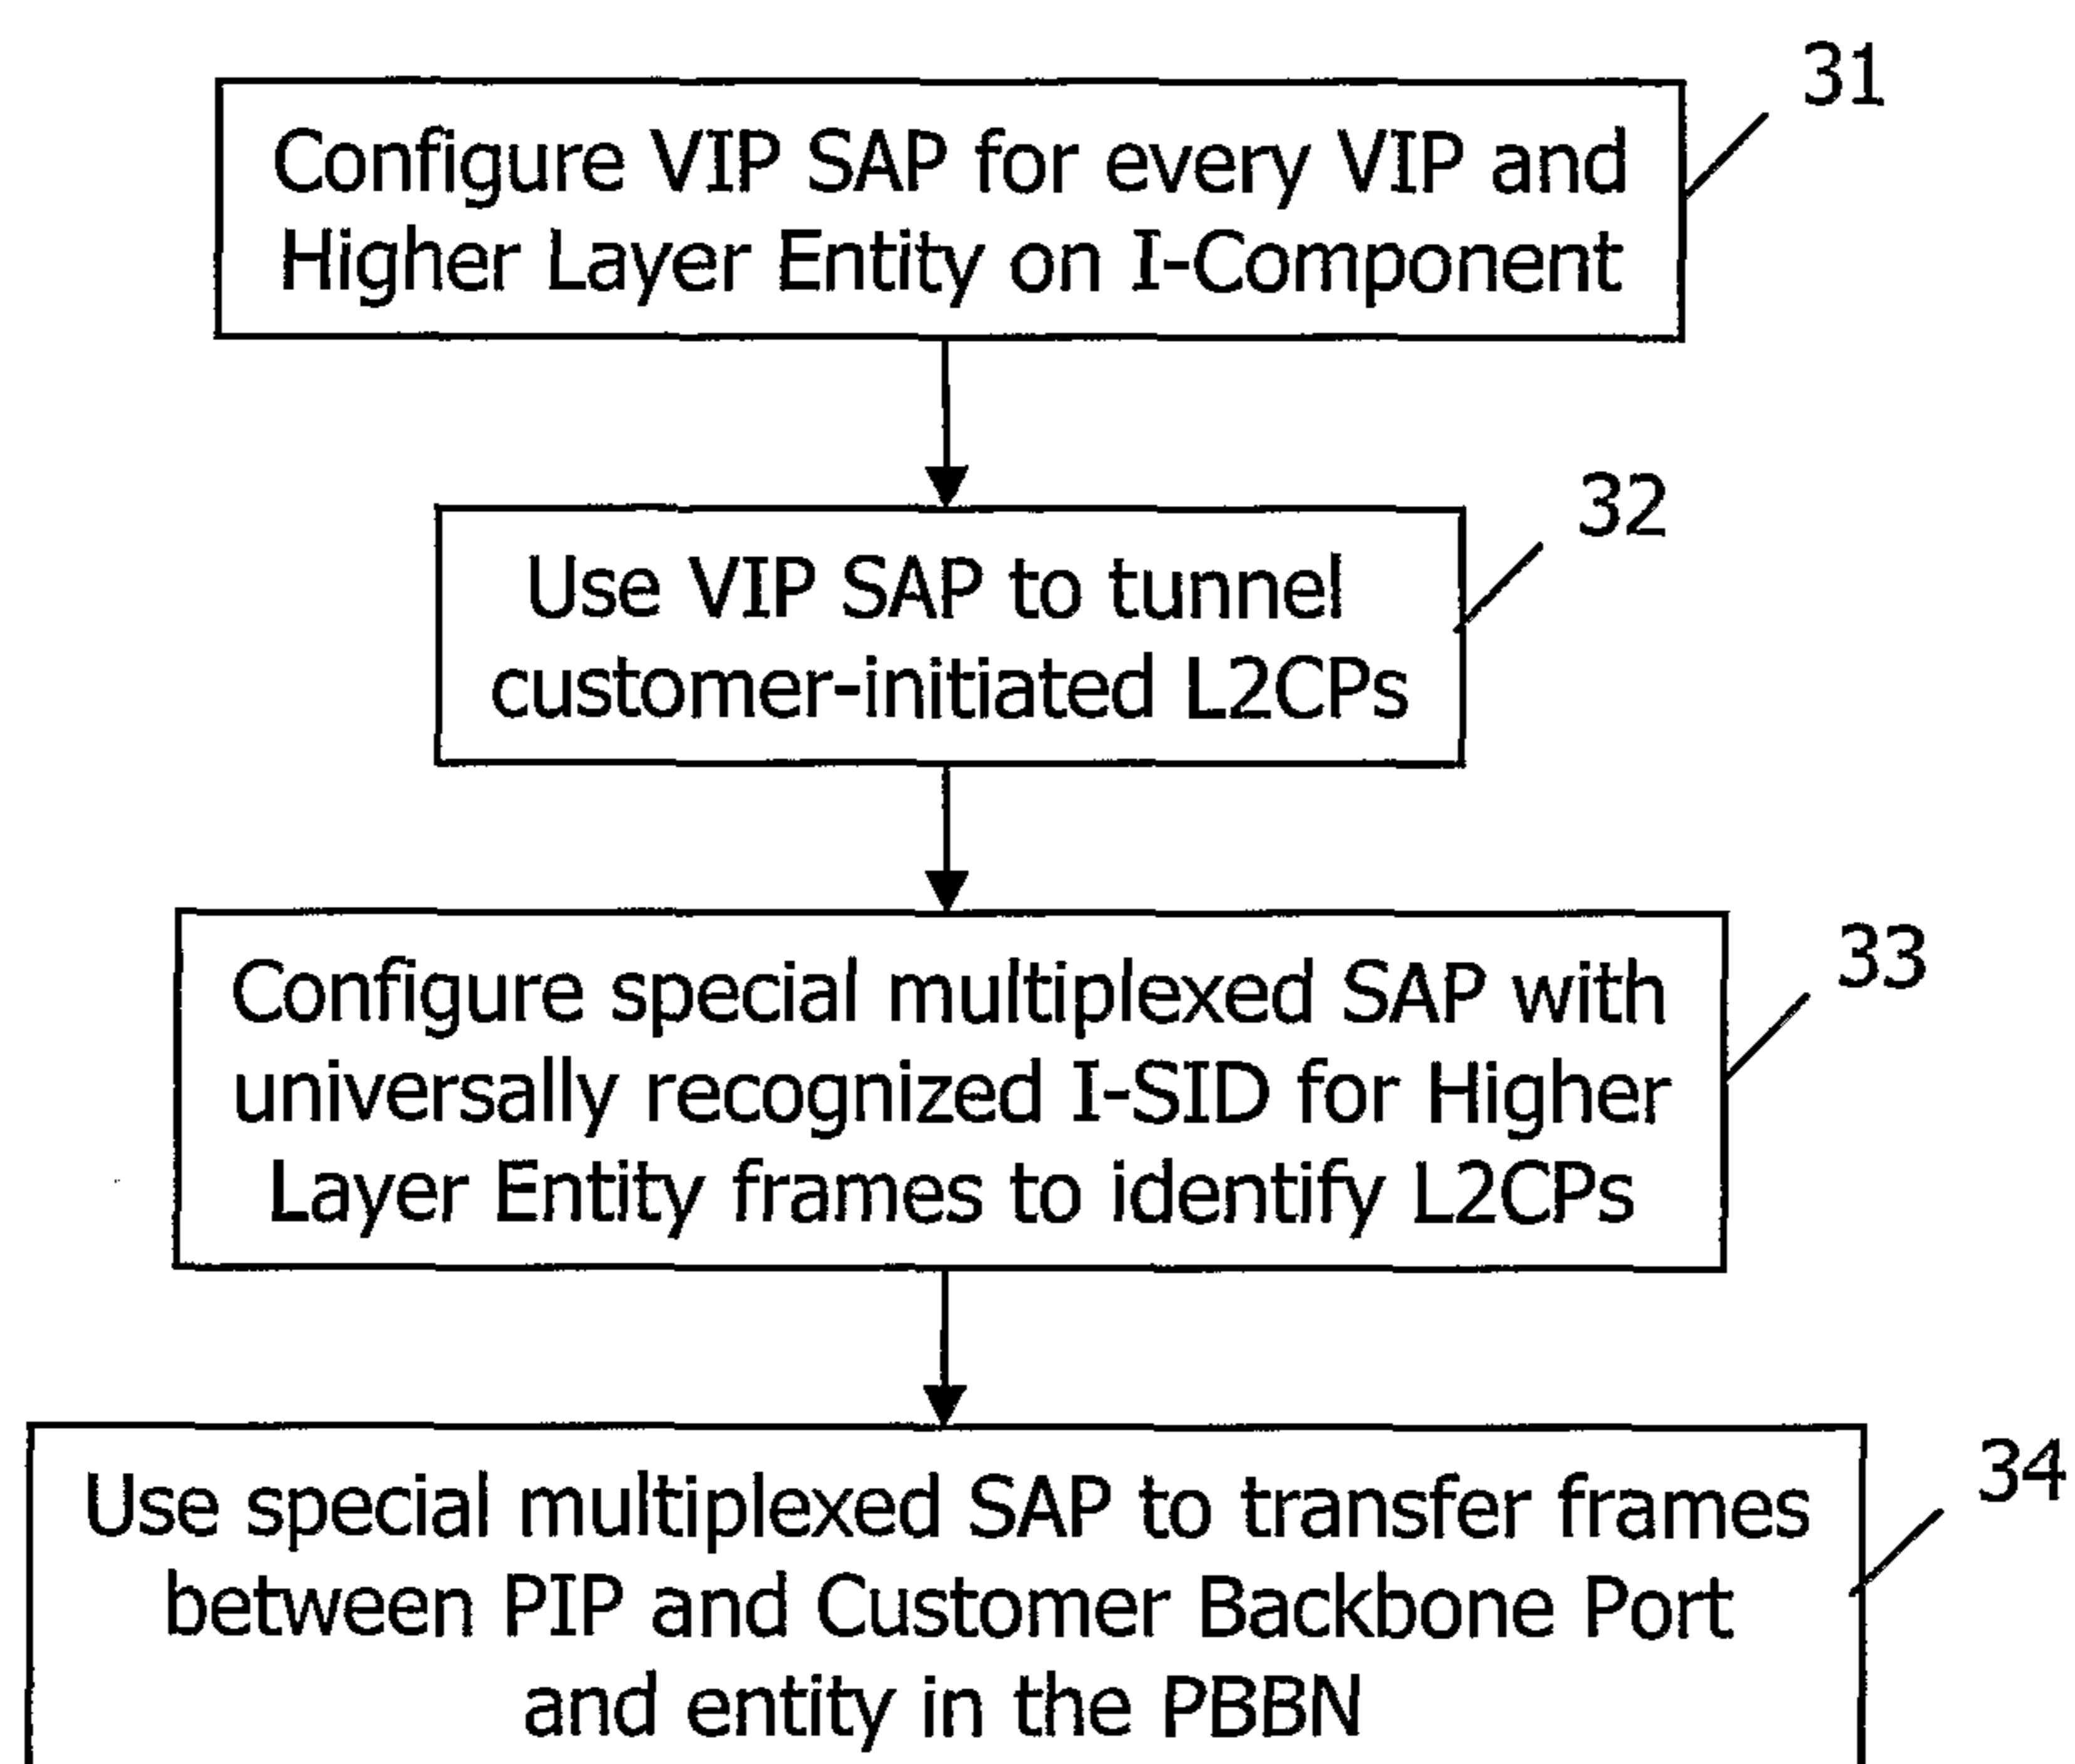 31
Configure VIP SAP for every VIP and
Higher Layer Entity on I-Component
32
Use VIP SAP to tunnel
customer-initiated L2CPs
33
Configure special multiplexed SAP with
universally recognized I-SID for Higher
Layer Entity frames to identify L2CPs
34
Use special multiplexed SAP to transfer frames
between PIP and Customer Backbone Port
and entity in the PBBN